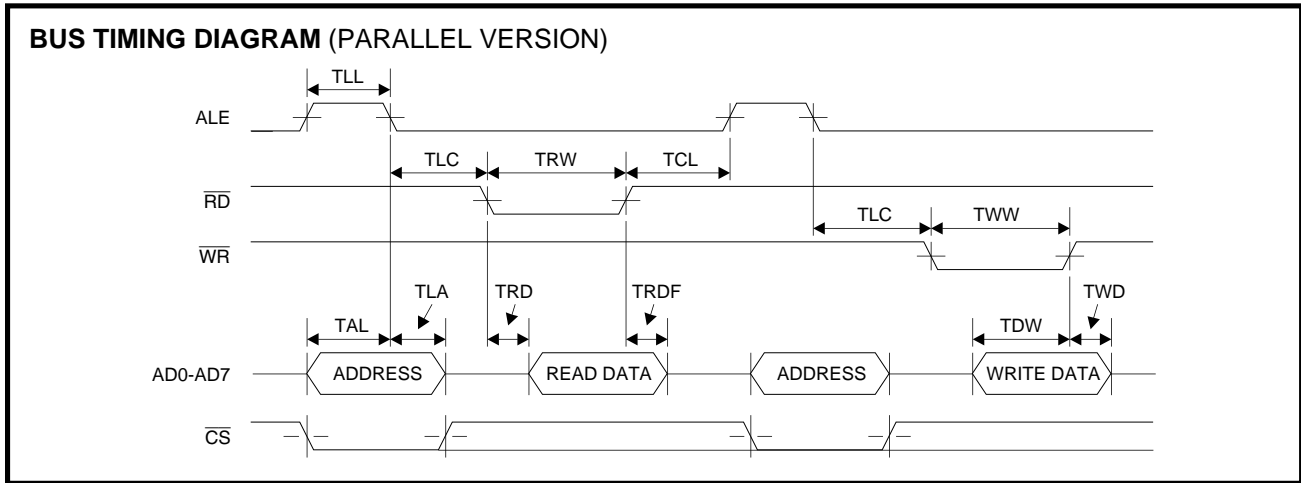 BUS TIMING DIAGRAM (PARALLEL VERSION)
TLL
ALE
TLC TRW TCL
RD
TLC TWW
WR
TLA TRD TRDF TWD
TAL TDW
AD0-AD7 ADDRESS READ DATA ADDRESS WRITE DATA
CS